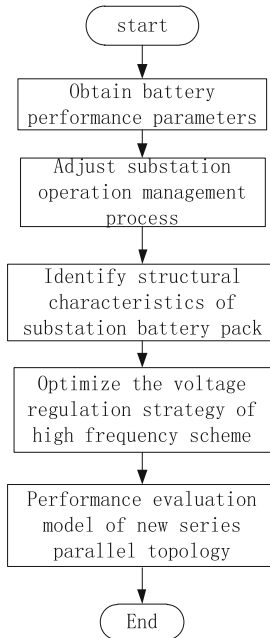 start
Obtain battery
performance parameters
Adjust substation
operation management
process
Identify structural
characteristics of
substation battery pack
Optimize the voltage
regulation strategy of
high frequency scheme
Performance evaluation
model of new series
parallel topology
End